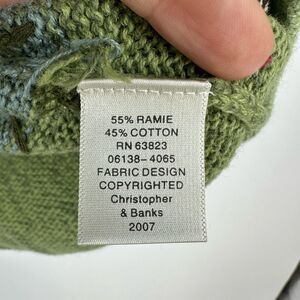 55% RAMIE
45% COTTON
RN 63823
06138-4065
FABRIC DESIGN
COPYRIGHTED
Christopher
& Banks
2007